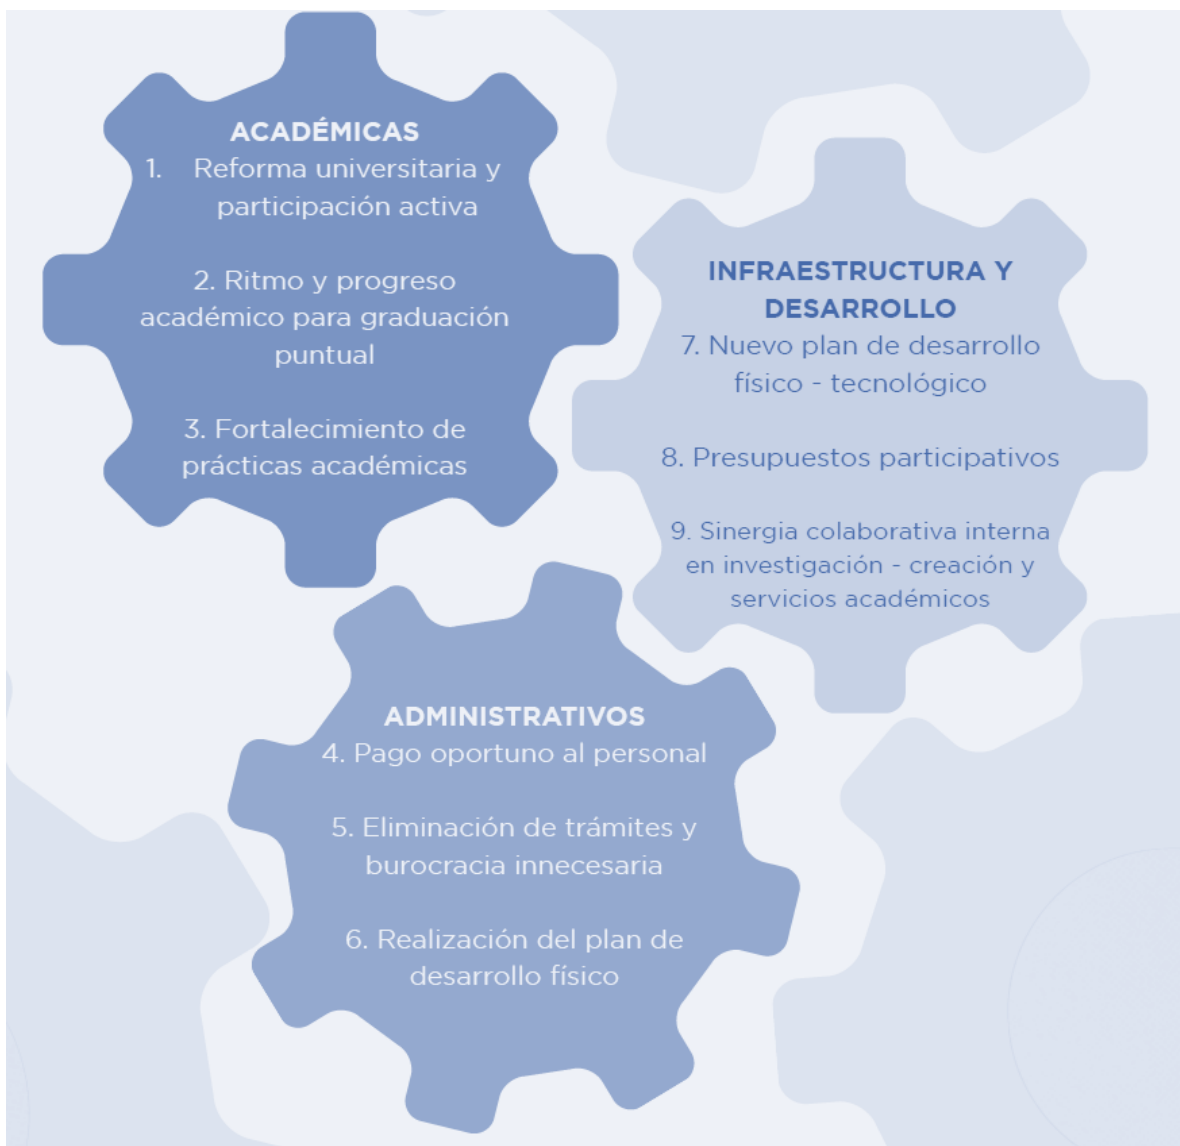 ACADÉMICAS
1. Reforma universitaria y
participación activa
2. Ritmo y progreso
académico para graduación
puntual
3. Fortalecimiento de
prácticas académicas
INFRAESTRUCTURA Y
DESARROLLO
7. Nuevo plan de desarrollo
físico - tecnológico
8. Presupuestos participativos
9. Sinergia colaborativa interna
en investigación - creación y
servicios académicos
ADMINISTRATIVOS
4. Pago oportuno al personal
5. Eliminación de trámites y
burocracia innecesaria
6. Realización del plan de
desarrollo físico